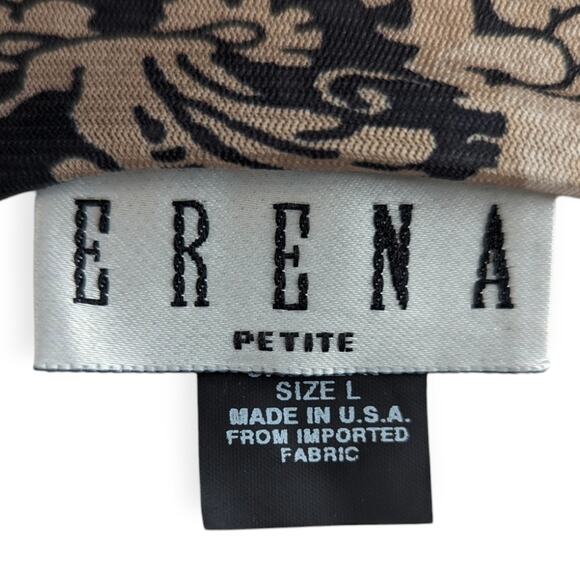 ERENA
PETITE
SIZE L
MADE IN U.S.A.
FROM IMPORTED
FABRIC